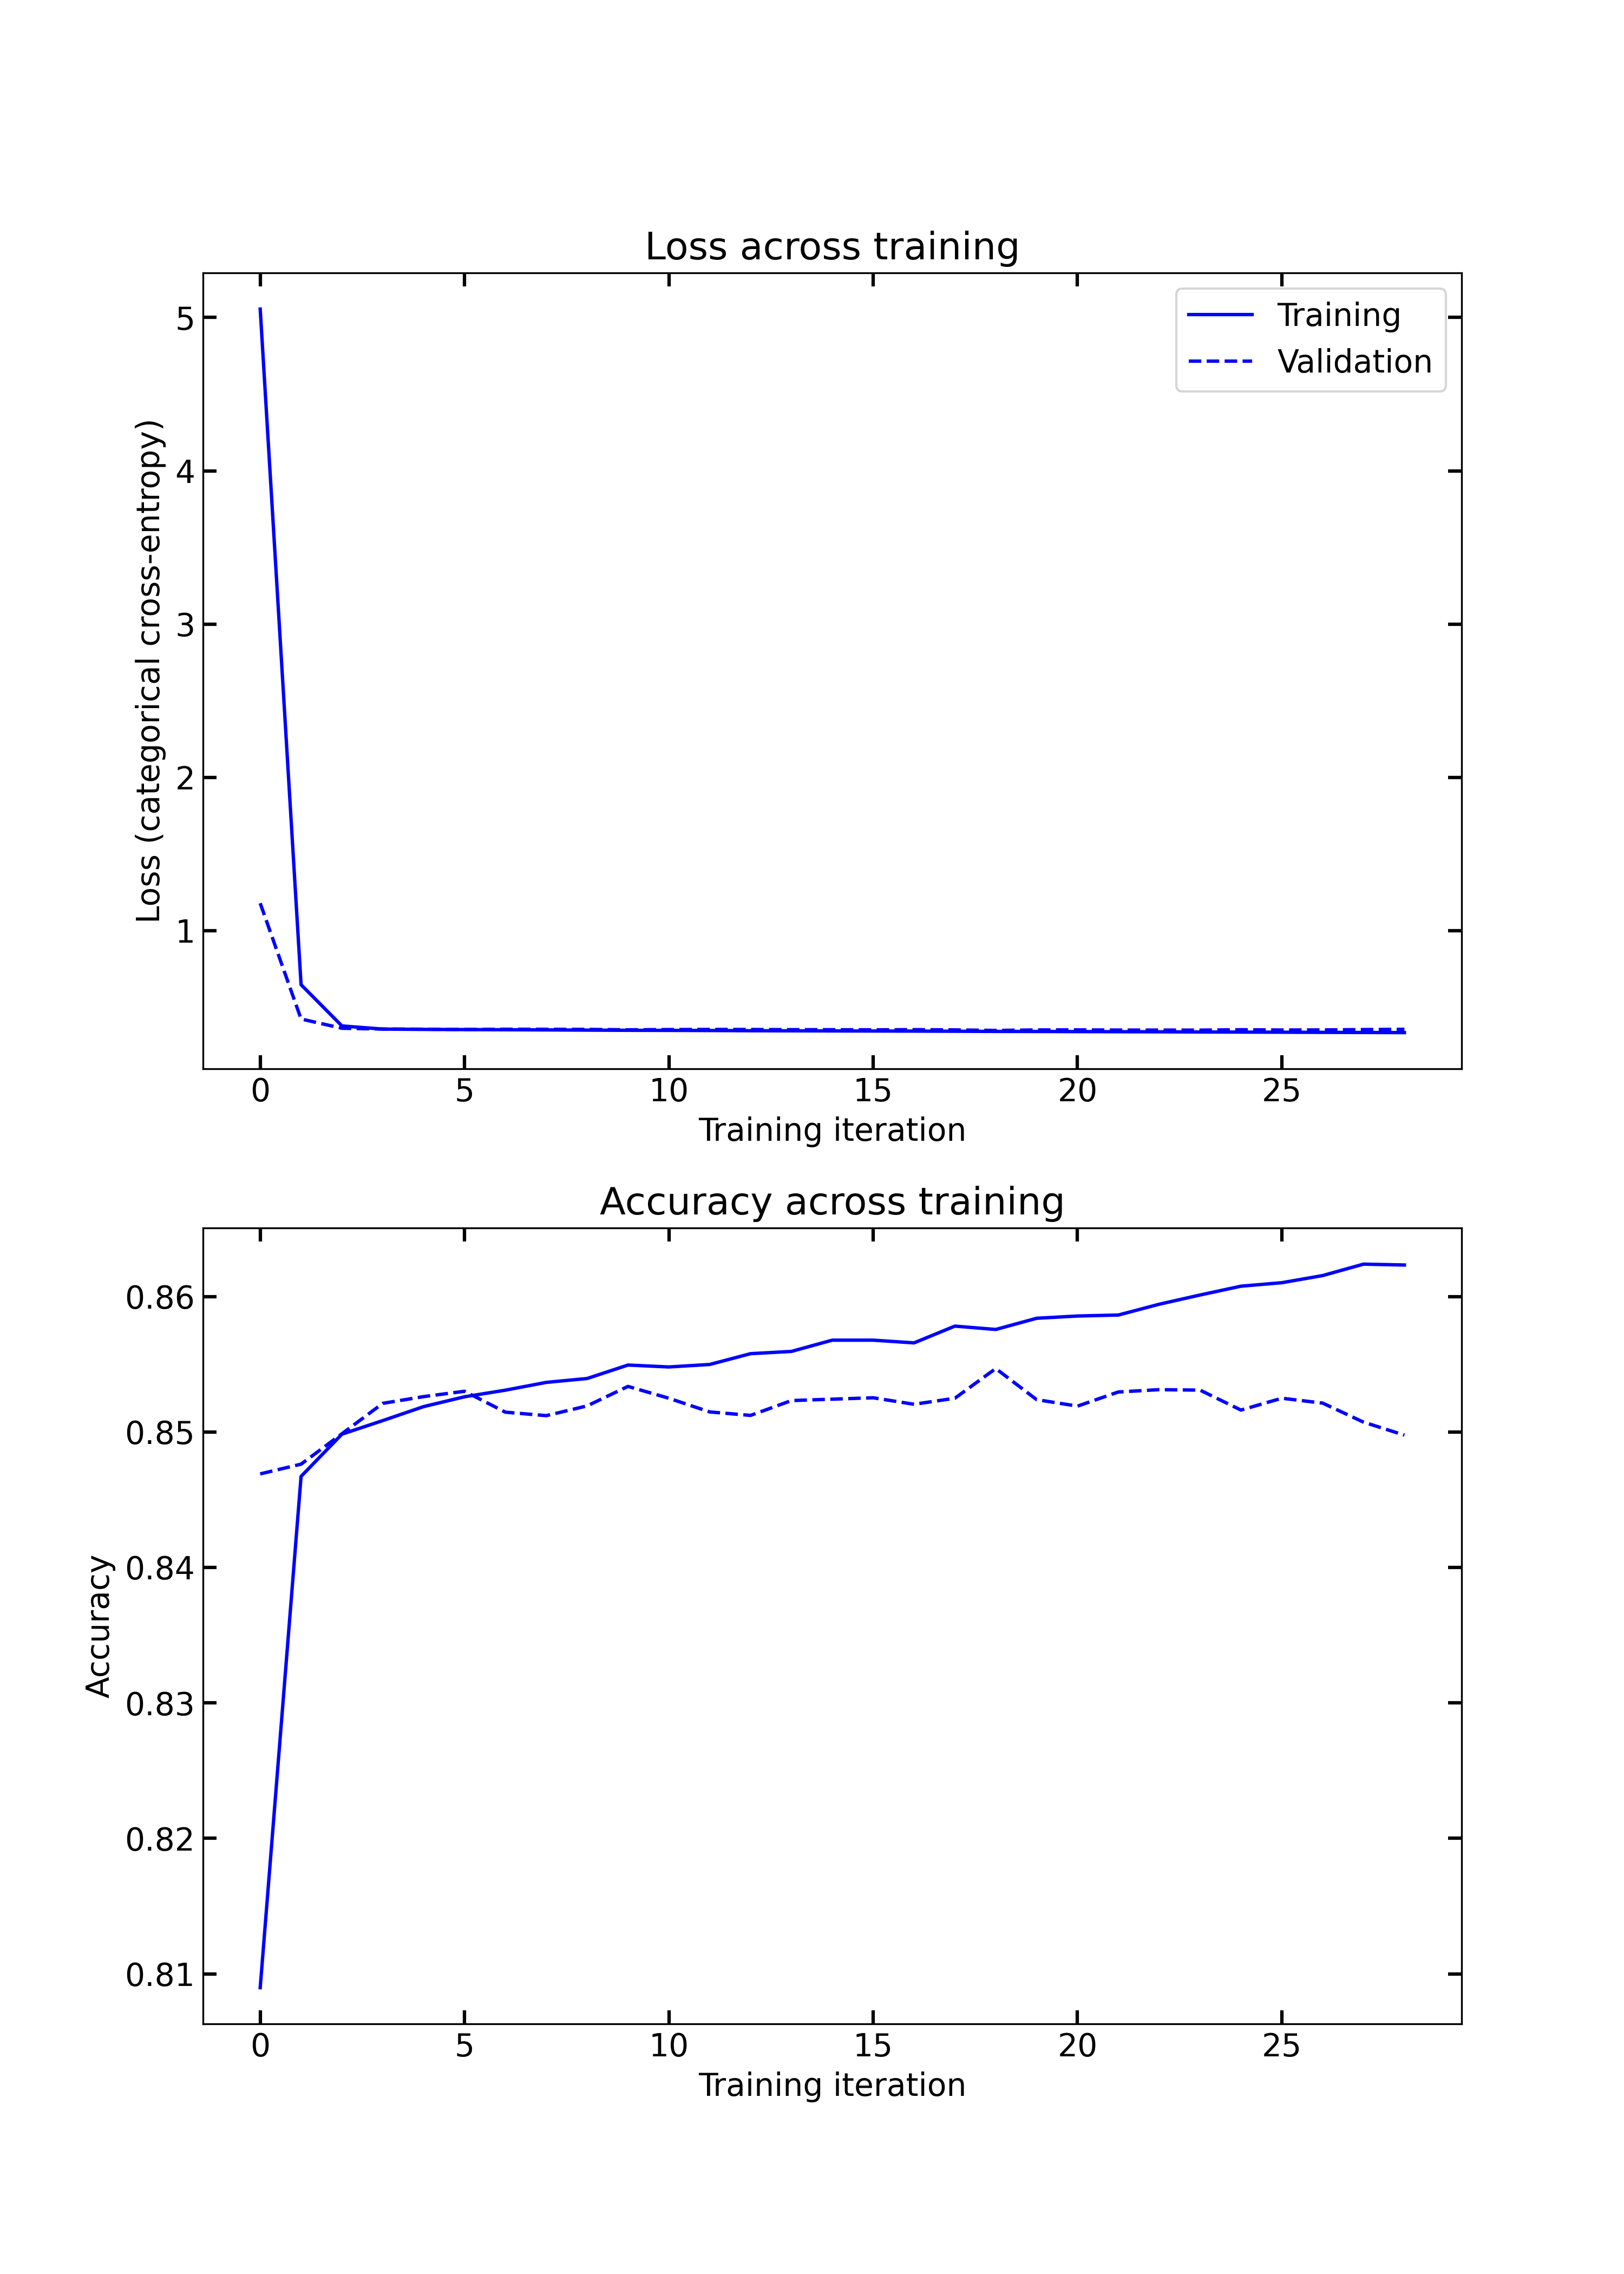 Loss across training
5
4
3
2
1
Loss (categorical cross-entropy)
Training
Validation
0 5 10 15 20 25
Training iteration
Accuracy across training
0.86
0.85
0.84
0.83
0.82
0.81
Accuracy
0 5 10 15 20 25
Training iteration